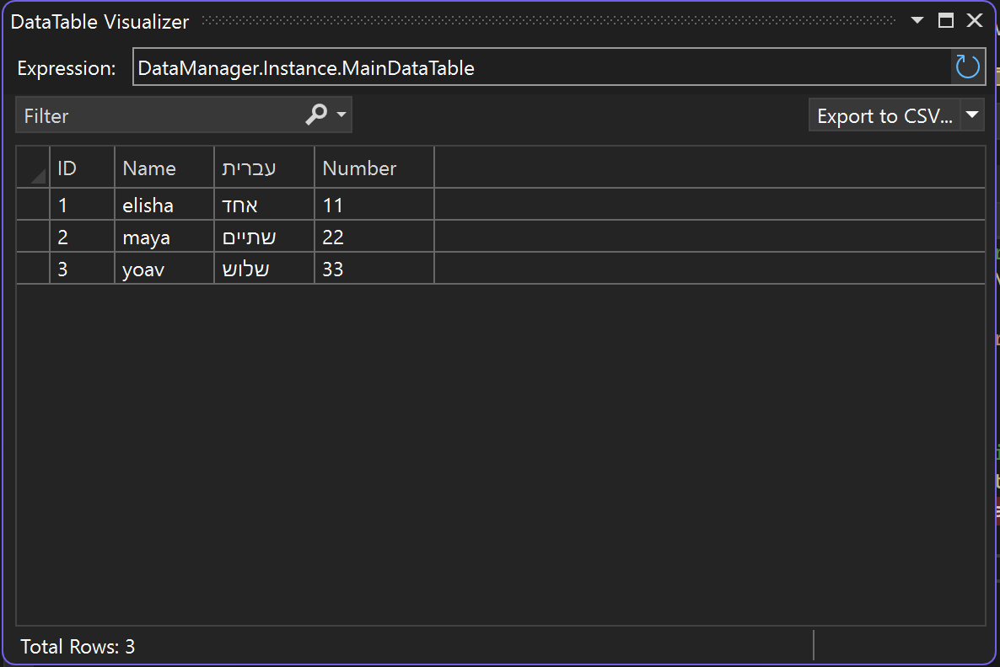 DataTable Visualizer
Expression: DataManager.Instance.MainDataTable
Filter Export to CSV...
ID Name עברית Number
1 elisha אחד 11
2 maya שתיים 22
3 yoav שלוש 33
Total Rows: 3